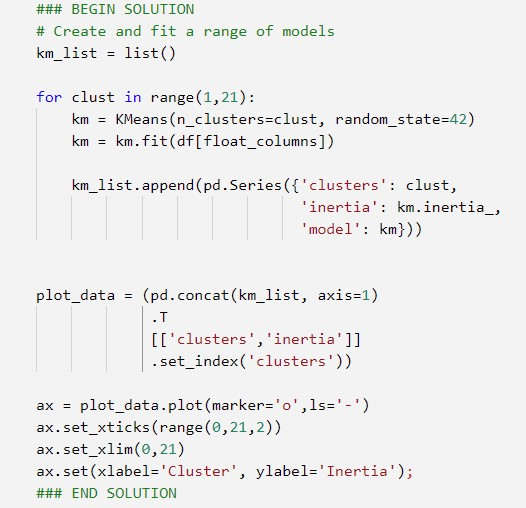 ### BEGIN SOLUTION
# Create and fit a range of models
km_list = list()

for clust in range(1,21):
    km = KMeans(n_clusters=clust, random_state=42)
    km = km.fit(df[float_columns])

    km_list.append(pd.Series({'clusters': clust,
                              'inertia': km.inertia_,
                              'model': km}))


plot_data = (pd.concat(km_list, axis=1)
             .T
             [['clusters','inertia']]
             .set_index('clusters'))

ax = plot_data.plot(marker='o',ls='-')
ax.set_xticks(range(0,21,2))
ax.set_xlim(0,21)
ax.set(xlabel='Cluster', ylabel='Inertia');
### END SOLUTION